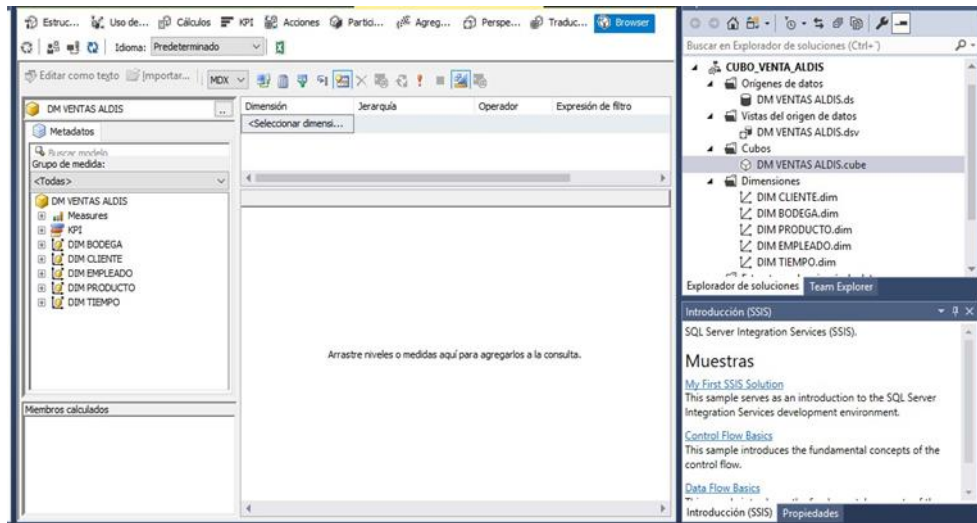 Estruc... Uso de... Cálculos KPI Acciones Partici... Agreg... Perspe... Traduc... Browser
Idioma: Predeterminado
Editar como texto Importar... MDX
DM VENTAS ALDIS ..
Metadatos
Buscar modelo
Grupo de medida:
<Todas>
DM VENTAS ALDIS
Measures
KPI
DIM BODEGA
DIM CLIENTE
DIM EMPLEADO
DIM PRODUCTO
DIM TIEMPO
Miembros calculados
Dimensión Jerarquía Operador Expresión de filtro
<Seleccionar dimensi...
Arrastre niveles o medidas aquí para agregarlos a la consulta.
Buscar en Explorador de soluciones (Ctrl+´)
CUBO_VENTA_ALDIS
Orígenes de datos
DM VENTAS ALDIS.ds
Vistas del origen de datos
DM VENTAS ALDIS.dsv
Cubos
DM VENTAS ALDIS.cube
Dimensiones
DIM CLIENTE.dim
DIM BODEGA.dim
DIM PRODUCTO.dim
DIM EMPLEADO.dim
DIM TIEMPO.dim
Explorador de soluciones Team Explorer
Introducción (SSIS)
SQL Server Integration Services (SSIS).
Muestras
My First SSIS Solution
This sample serves as an introduction to the SQL Server
Integration Services development environment.
Control Flow Basics
This sample introduces the fundamental concepts of the
control flow.
Data Flow Basics
Introducción (SSIS) Propiedades